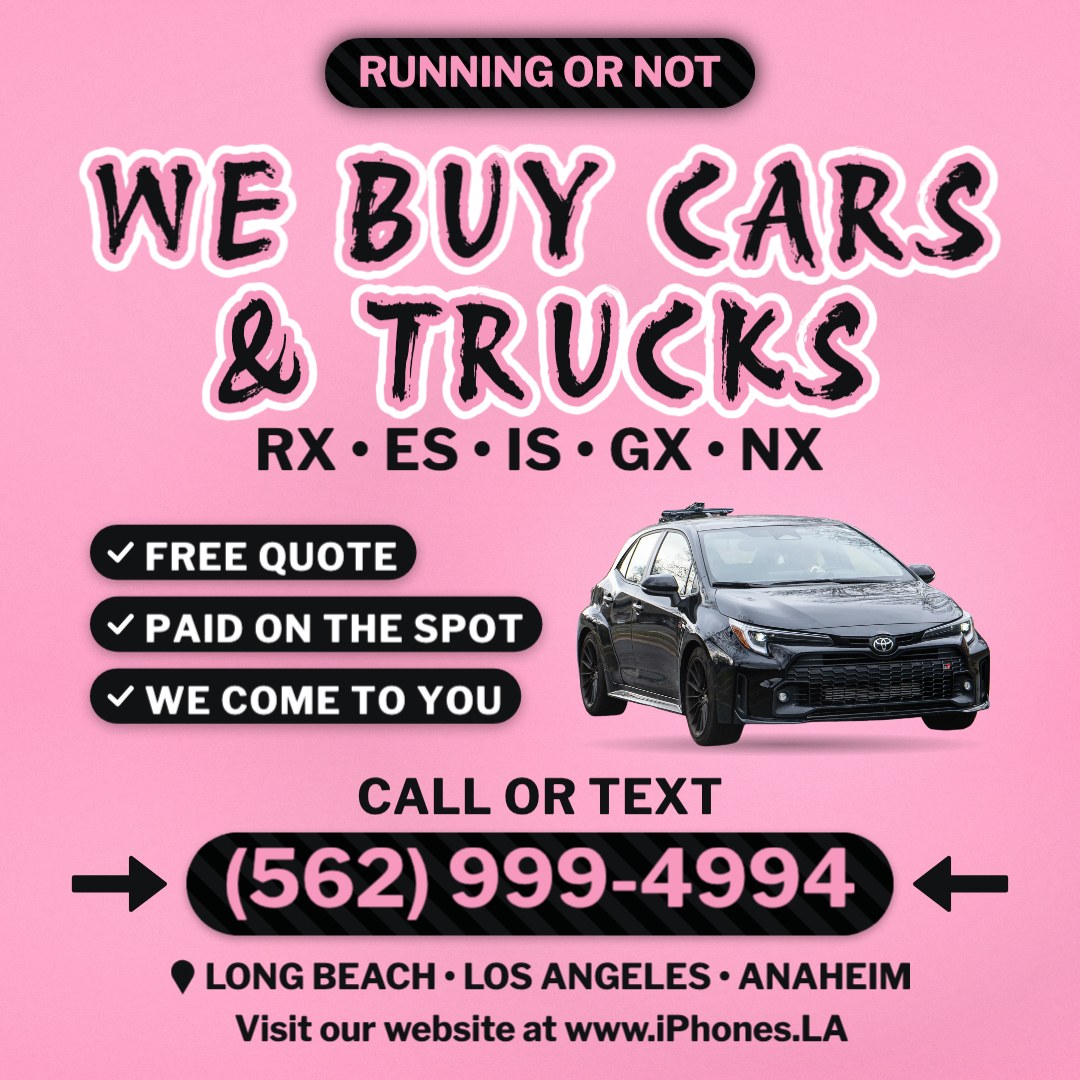 RUNNING OR NOT
WE BUY CARS
& TRUCKS
RX • ES • IS • GX • NX
FREE QUOTE
PAID ON THE SPOT
WE COME TO YOU
CALL OR TEXT
(562) 999-4994
LONG BEACH • LOS ANGELES • ANAHEIM
Visit our website at www.iPhones.LA